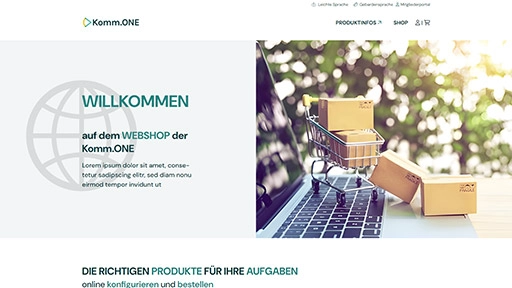 Leichte Sprache Gebärdensprache Mitgliederportal
Komm.ONE
PRODUKTINFOS SHOP
WILLKOMMEN
auf dem WEBSHOP der
Komm.ONE
Lorem ipsum dolor sit amet, conse-
tetur sadipscing elitr, sed diam nonu
eirmod tempor invidunt ut
DIE RICHTIGEN PRODUKTE FÜR IHRE AUFGABEN
online konfigurieren und bestellen